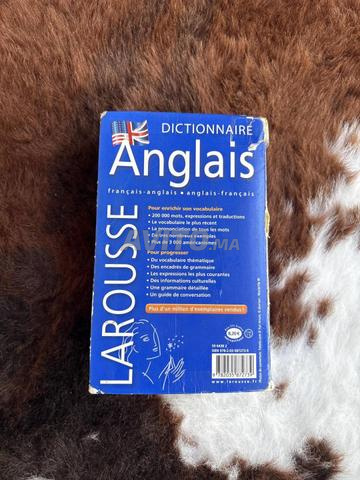 DICTIONNAIRE
Anglais
français-anglais • anglais-français
LAROUSSE
Pour enrichir son vocabulaire
• 200 000 mots, expressions et traductions
• Le vocabulaire le plus récent
• La prononciation de tous les mots
• De très nombreux exemples
• Plus de 3 000 américanismes
AVITO.MA
Pour progresser
• Du vocabulaire thématique
• Des encadrés de grammaire
• Les expressions les plus courantes
• Des informations culturelles
• Une grammaire détaillée
• Un guide de conversation
Plus d'un million d'exemplaires vendus !
www.larousse.fr